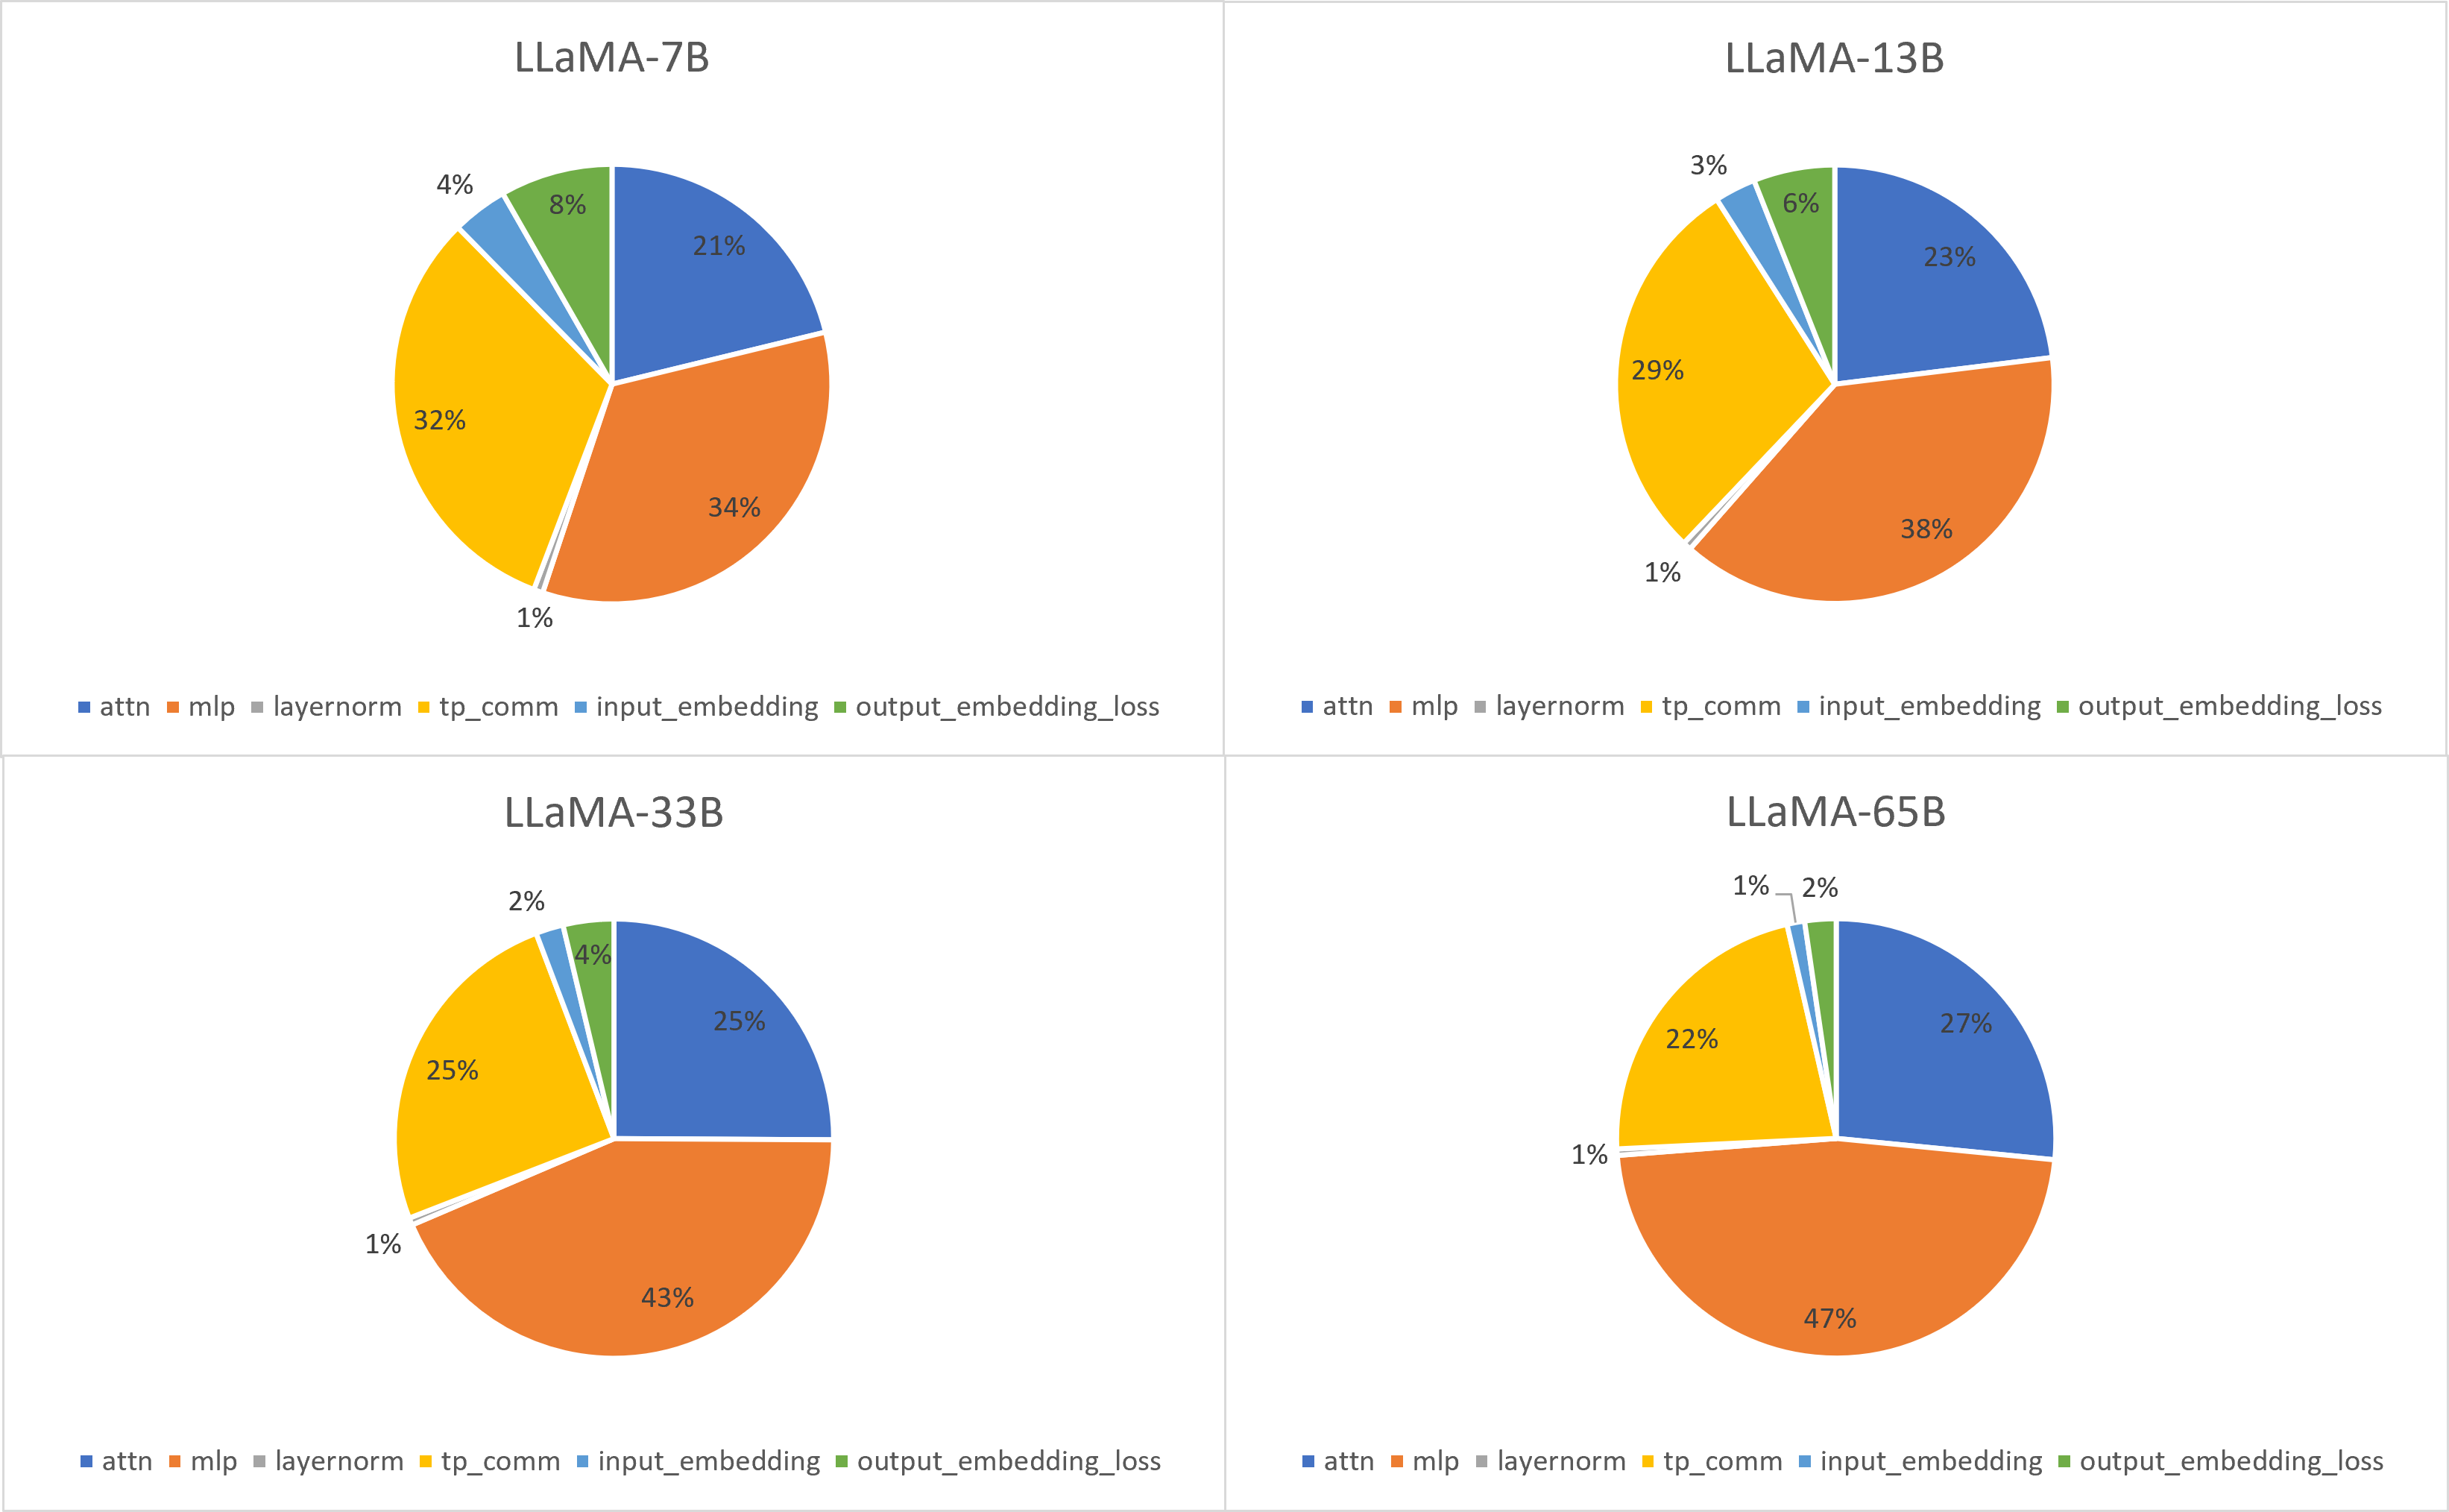 LLaMA-7B
4%
8%
21%
32%
34%
1%
attn mlp layernorm tp_comm input_embedding output_embedding_loss
LLaMA-13B
3%
6%
23%
29%
38%
1%
attn mlp layernorm tp_comm input_embedding output_embedding_loss
LLaMA-33B
2%
4%
25%
25%
1%
43%
attn mlp layernorm tp_comm input_embedding output_embedding_loss
LLaMA-65B
1% 2%
27%
22%
1%
47%
attn mlp layernorm tp_comm input_embedding output_embedding_loss